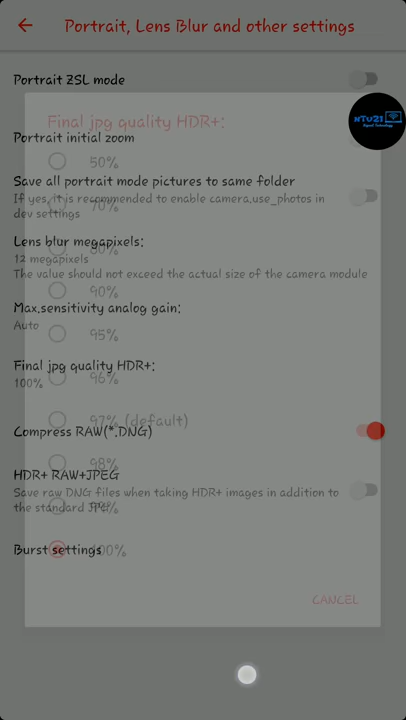 Portrait, Lens Blur and other settings
Portrait ZSL mode
Final jpg quality HDR+:
Portrait initial zoom
50%
Save all portrait mode pictures to same folder
If yes, it is recommended to enable camera.use_photos in
70%
dev settings
Lens blur megapixels:
80%
12 megapixels
The value should not exceed the actual size of the camera module
90%
Max.sensitivity analog gain:
Auto
95%
Final jpg quality HDR+:
96%
100%
97% (default)
Compress RAW(*.DNG)
98%
HDR+ RAW+JPEG
Save raw DNG files when taking HDR+ images in addition to
the standard JPG
99%
Burst settings
100%
CANCEL